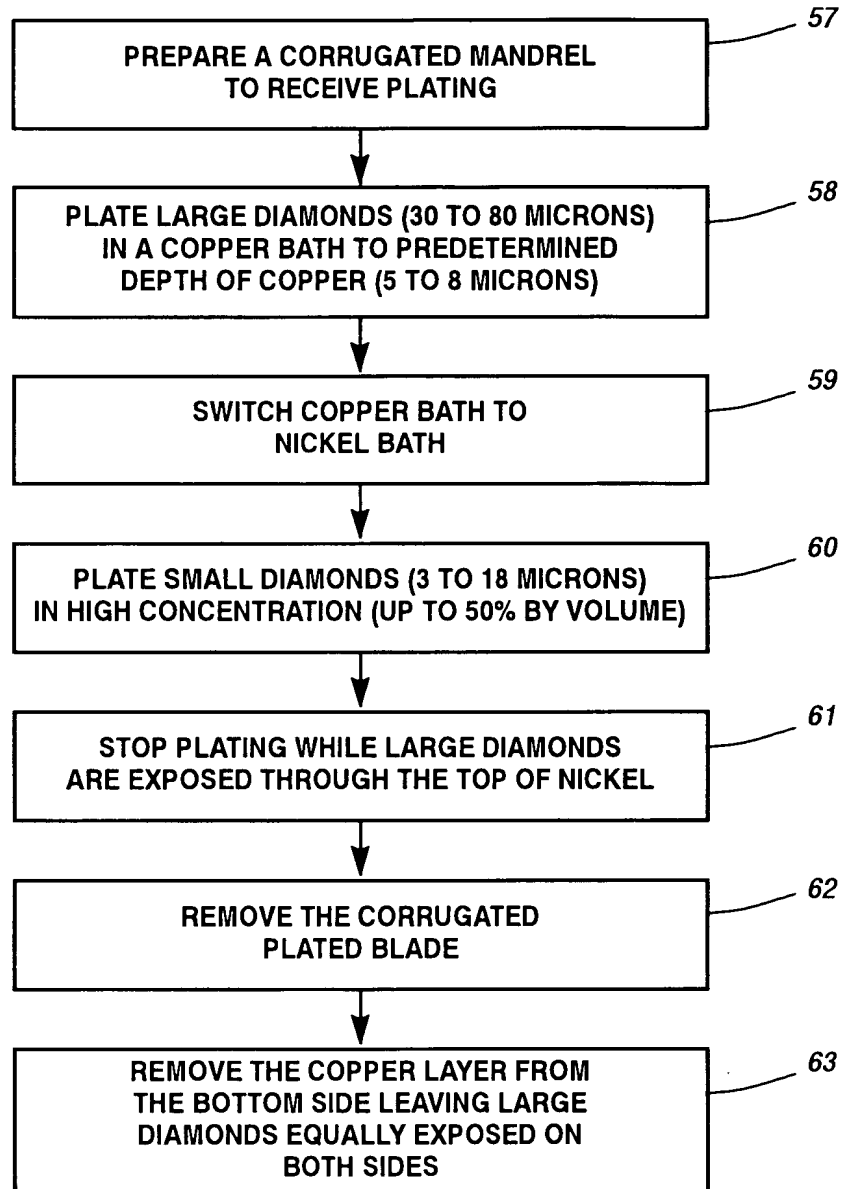 57
PREPARE A CORRUGATED MANDREL
TO RECEIVE PLATING
58
PLATE LARGE DIAMONDS (30 TO 80 MICRONS)
IN A COPPER BATH TO PREDETERMINED
DEPTH OF COPPER (5 TO 8 MICRONS)
59
SWITCH COPPER BATH TO
NICKEL BATH
60
PLATE SMALL DIAMONDS (3 TO 18 MICRONS)
IN HIGH CONCENTRATION (UP TO 50% BY VOLUME)
61
STOP PLATING WHILE LARGE DIAMONDS
ARE EXPOSED THROUGH THE TOP OF NICKEL
62
REMOVE THE CORRUGATED
PLATED BLADE
63
REMOVE THE COPPER LAYER FROM
THE BOTTOM SIDE LEAVING LARGE
DIAMONDS EQUALLY EXPOSED ON
BOTH SIDES